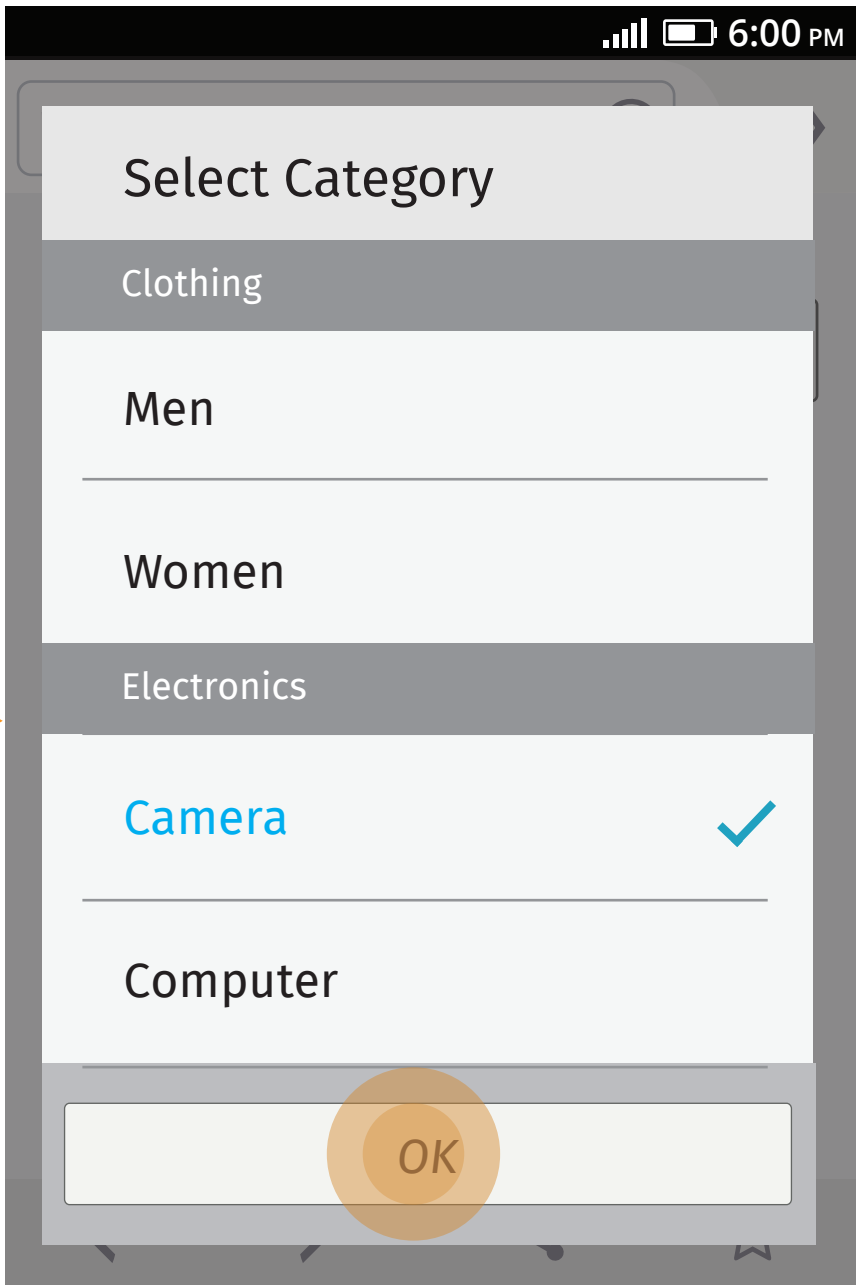 6:00 PM
Select Category
Clothing
Men
Women
Electronics
Camera
Computer
OK